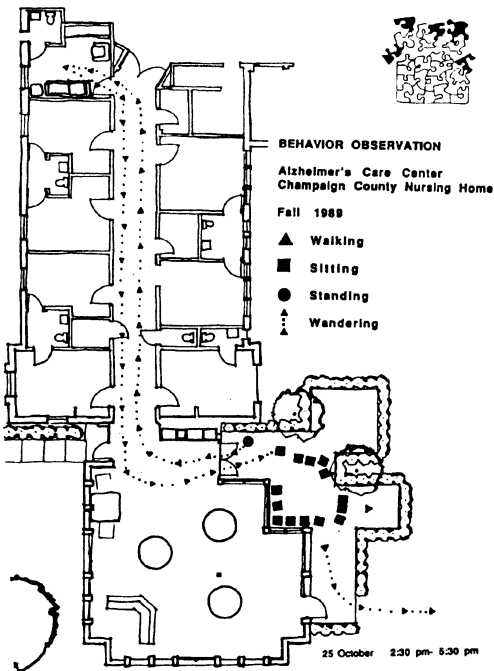 BEHAVIOR OBSERVATION
Alzheimer's Care Center
Champaign County Nursing Home
Fall 1989
Walking
Sitting
Standing
Wandering
25 October 2:30 pm- 5:30 pm